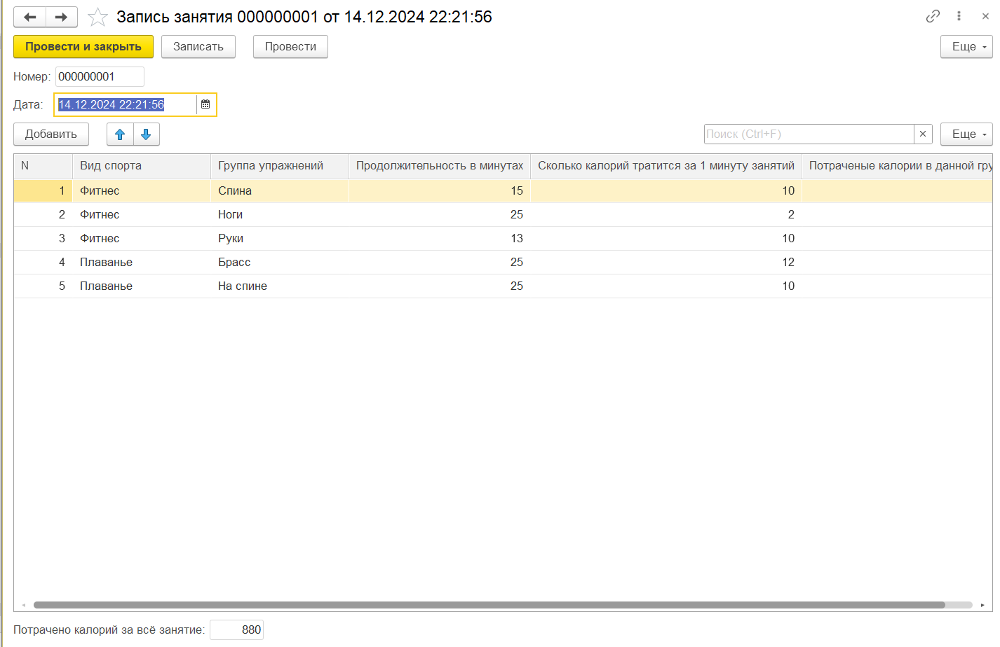 Запись занятия 000000001 от 14.12.2024 22:21:56
Провести и закрыть Записать Провести Еще
Номер: 000000001
Дата: 14.12.2024 22:21:56
Добавить Поиск (Ctrl+F) × Еще
N Вид спорта Группа упражнений Продолжительность в минутах Сколько калорий тратится за 1 минуту занятий Потраченые калории в данной гру
1 Фитнес Спина 15 10
2 Фитнес Ноги 25 2
3 Фитнес Руки 13 10
4 Плаванье Брасс 25 12
5 Плаванье На спине 25 10
Потрачено калорий за всё занятие: 880